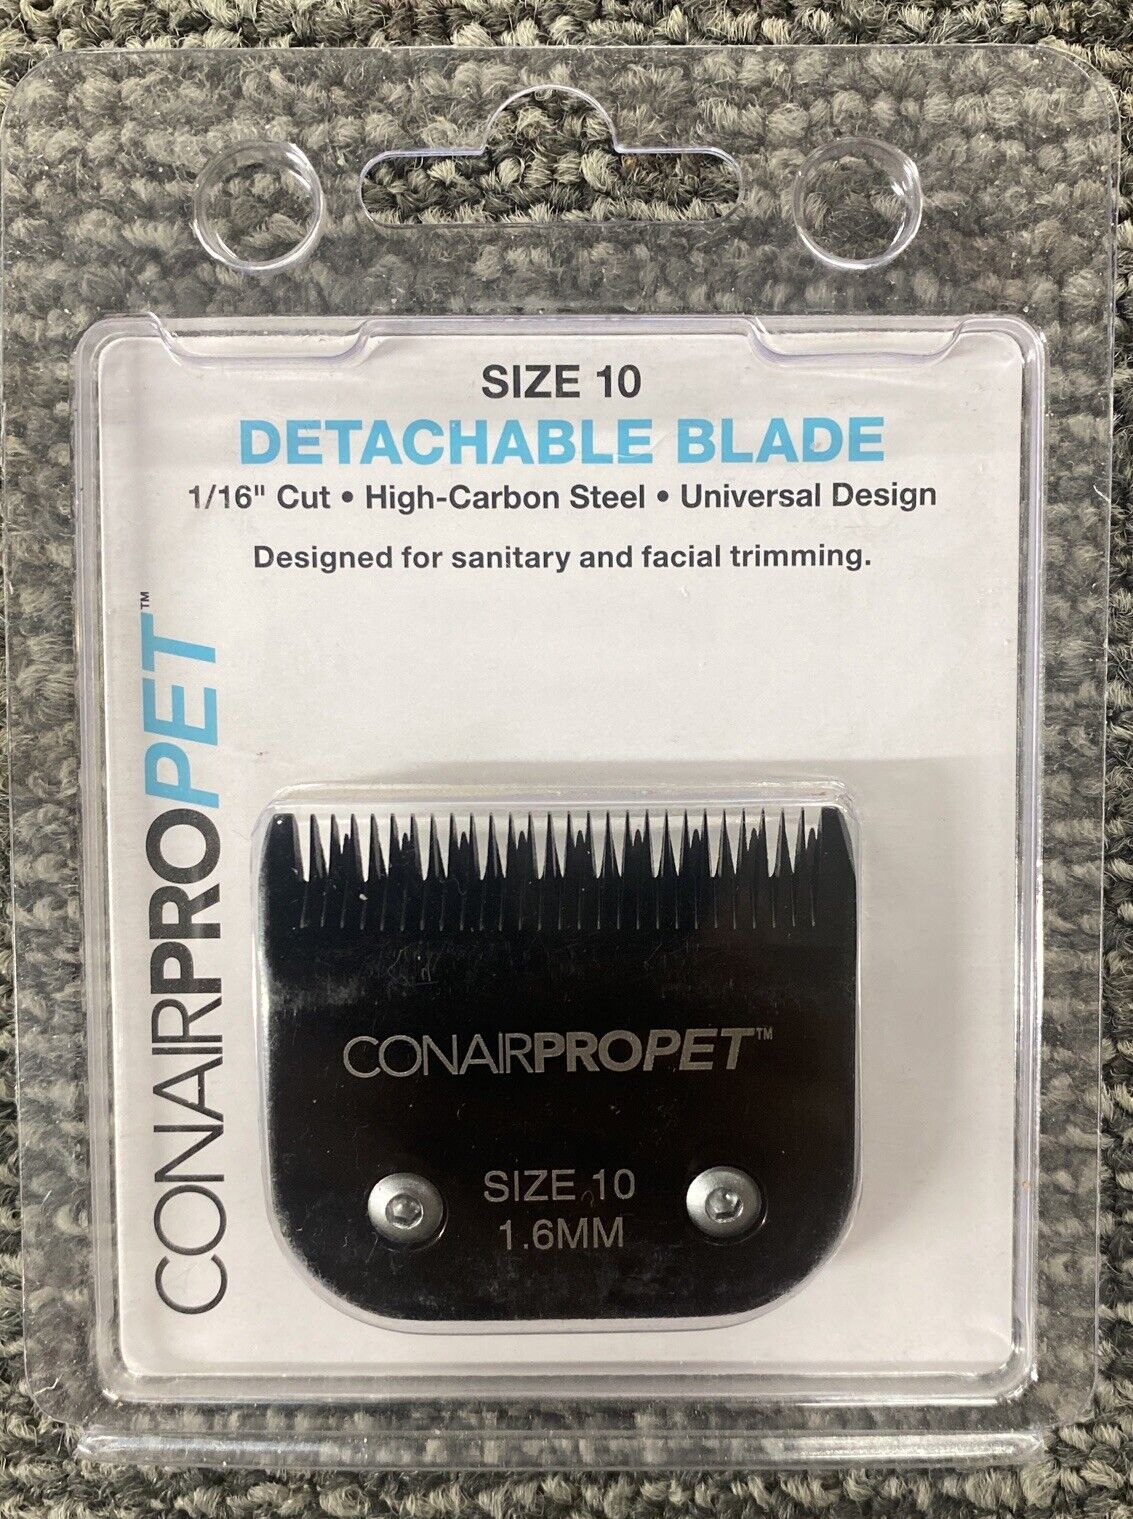 SIZE 10
DETACHABLE BLADE
1/16" Cut • High-Carbon Steel • Universal Design
Designed for sanitary and facial trimming.
CONAIRPROPET™
CONAIRPROPET™
SIZE 10
1.6MM